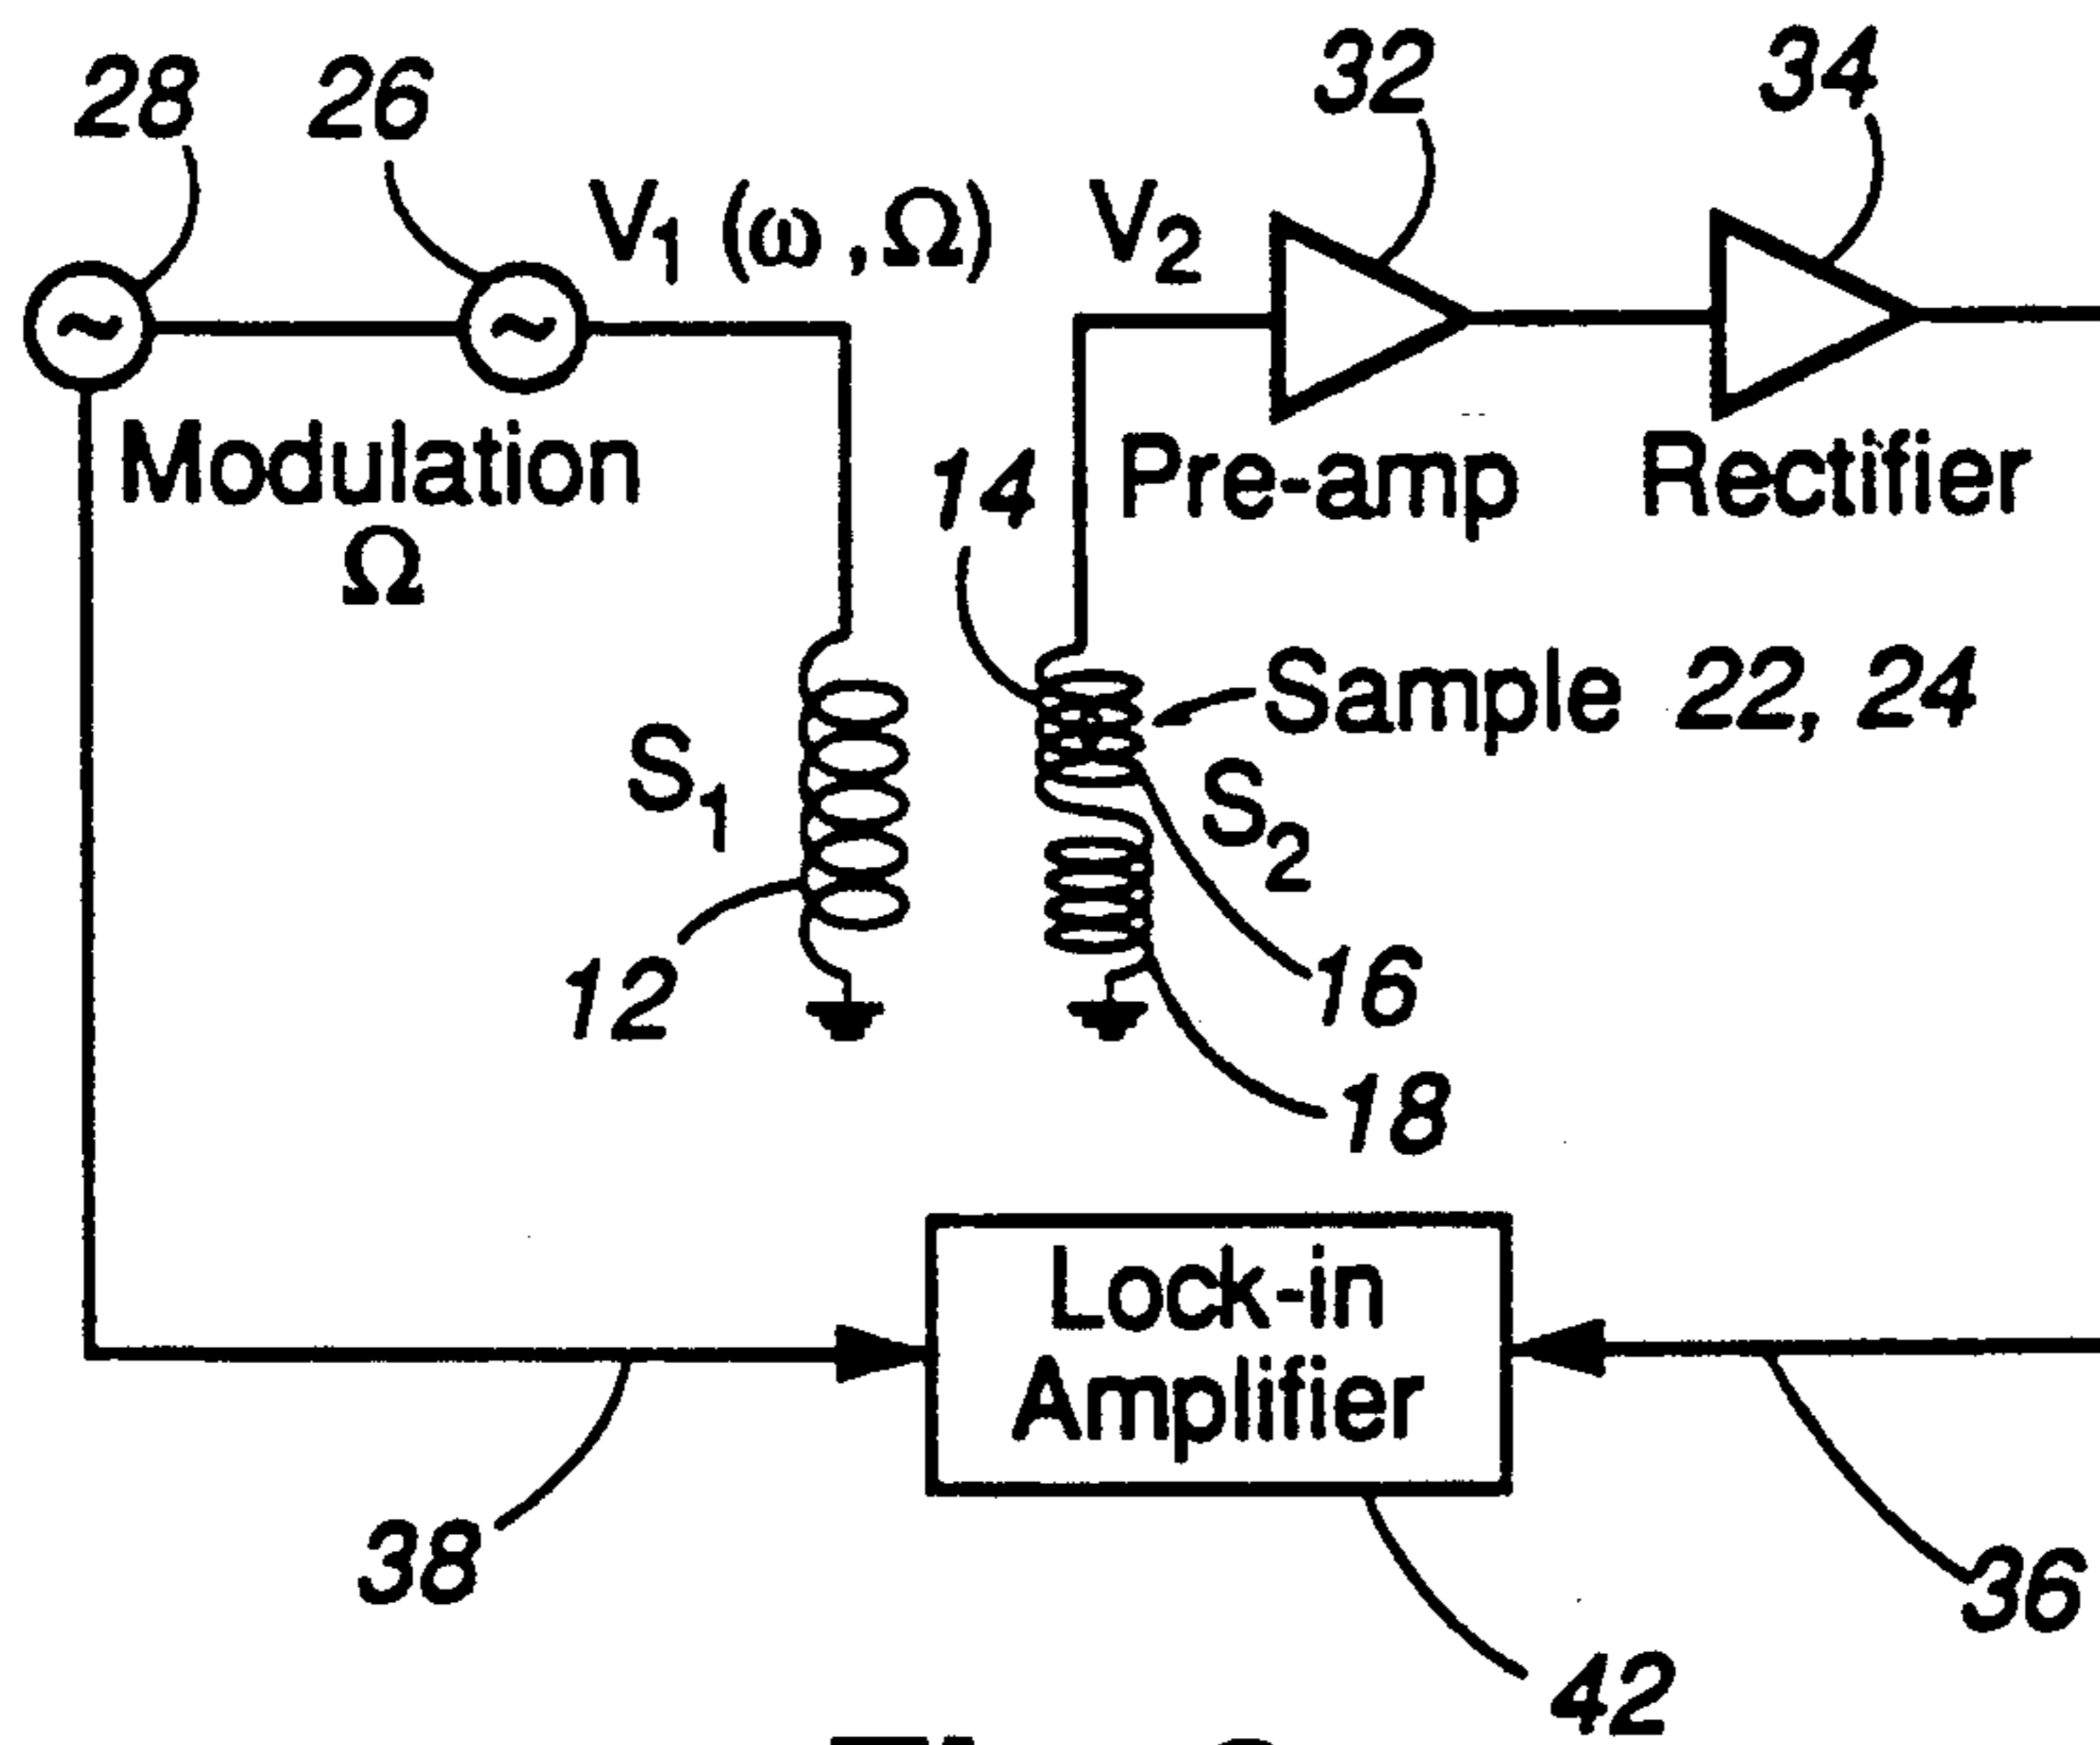 28
26
32
34
V1 (ω, Ω)
V2
Modulation
Ω
14
Pre-amp
Rectifier
Sample 22, 24
S1
S2
12
16
18
Lock-in
Amplifier
38
36
42